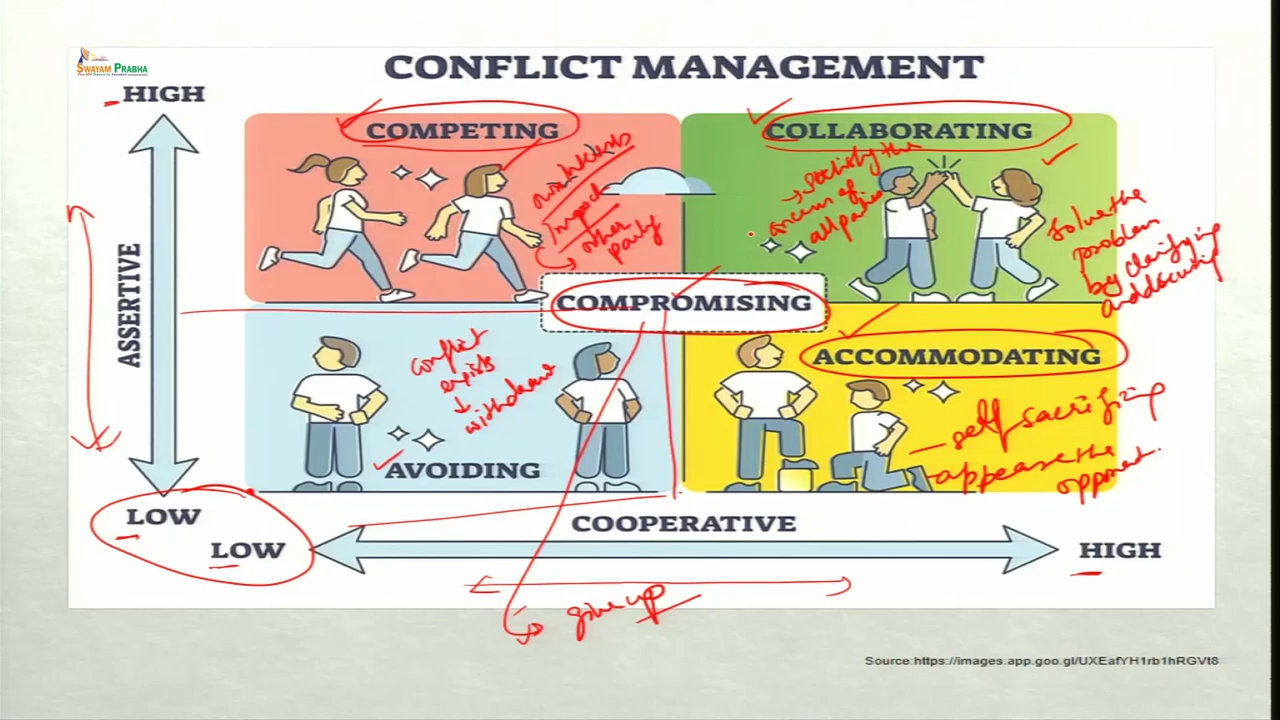 SWAYAM PRABHA
CONFLICT MANAGEMENT
HIGH
COMPETING
COLLABORATING
→ Satisfy the
concern of
all parties
Impact
other
party
Solve the
problem
by clarifying
ASSERTIVE
COMPROMISING
ACCOMMODATING
conflict
exists
↓
withdrawn
- self sacrifizing
- appease the
opponent.
AVOIDING
LOW
COOPERATIVE
LOW
HIGH
give up
Source:https://images.app.goo.gl/UXEafYH1rb1hRGVt8